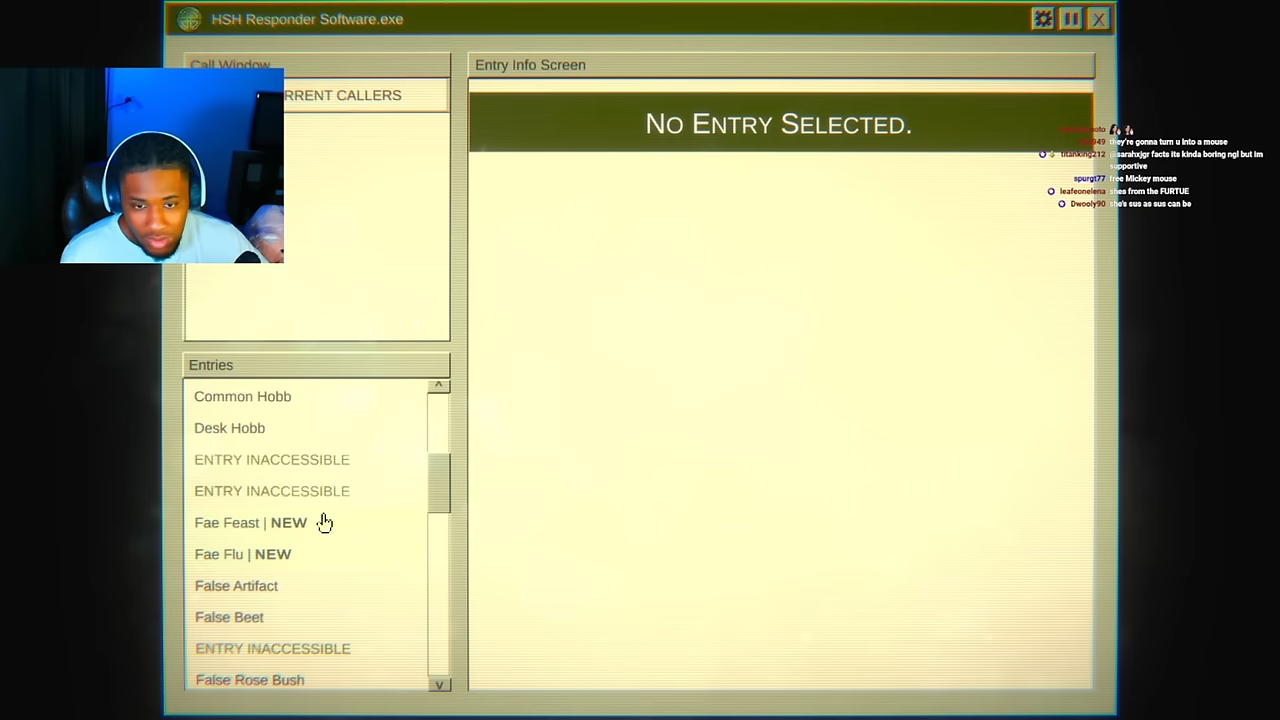 HSH Responder Software.exe
X
Call Window
RRENT CALLERS
Entry Info Screen
NO ENTRY SELECTED.
they're gonna turn u into a mouse
titanking212 @sarahxjgr facts its kinda boring ngl but im
supportive
spurgt77 free Mickey mouse
leafeonelena shes from the FURTUE
Dwooly90 she's sus as sus can be
Entries
Common Hobb
Desk Hobb
ENTRY INACCESSIBLE
ENTRY INACCESSIBLE
Fae Feast | NEW
Fae Flu | NEW
False Artifact
False Beet
ENTRY INACCESSIBLE
False Rose Bush